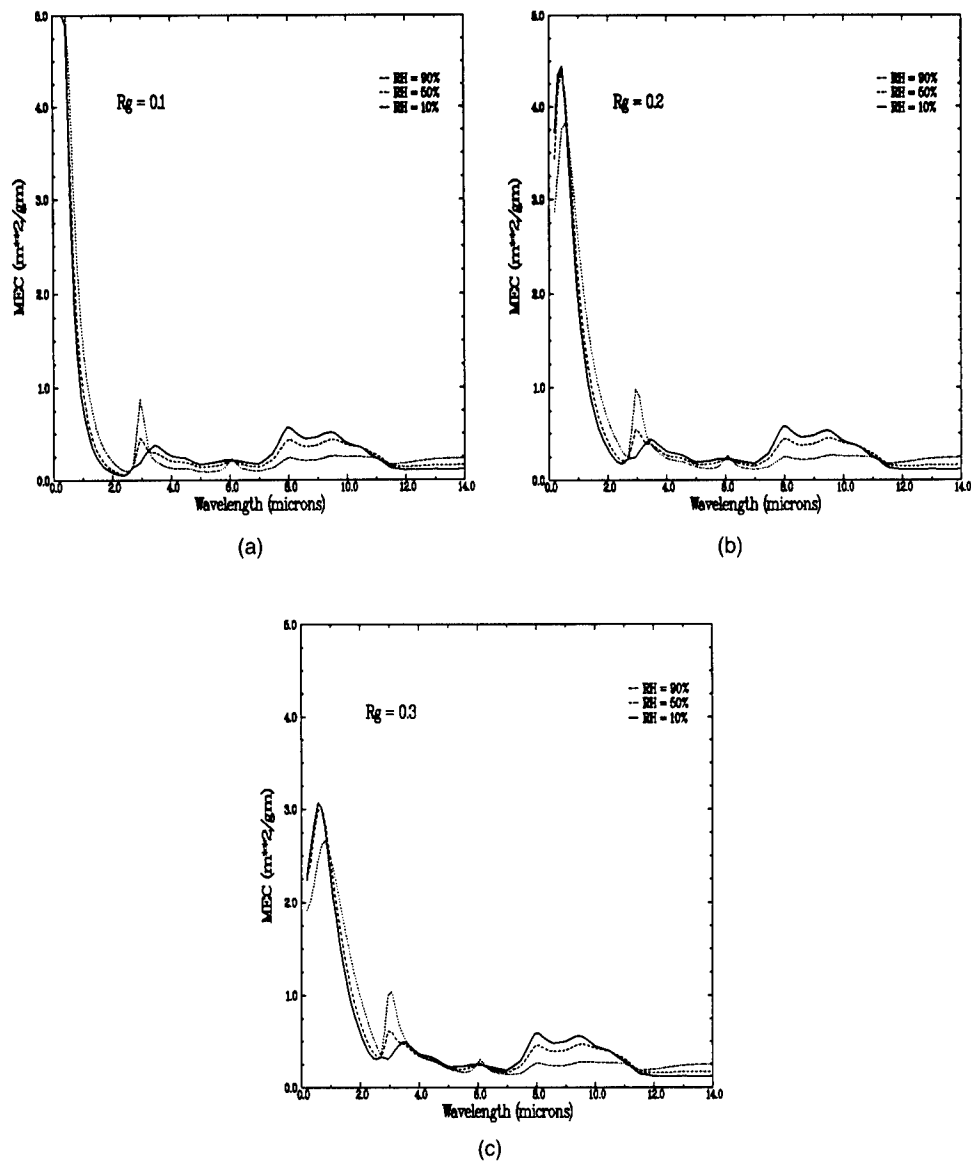 5.0
4.0
3.0
2.0
1.0
0.0
MEC (m**2/gm)
Rg = 0.1
RH = 90%
RH = 50%
RH = 10%
0.0 2.0 4.0 6.0 8.0 10.0 12.0 14.0
Wavelength (microns)
(a)
5.0
4.0
3.0
2.0
1.0
0.0
MEC (m**2/gm)
Rg = 0.2
RH = 90%
RH = 50%
RH = 10%
0.0 2.0 4.0 6.0 8.0 10.0 12.0 14.0
Wavelength (microns)
(b)
5.0
4.0
3.0
2.0
1.0
0.0
MEC (m**2/gm)
Rg = 0.3
RH = 90%
RH = 50%
RH = 10%
0.0 2.0 4.0 6.0 8.0 10.0 12.0 14.0
Wavelength (microns)
(c)